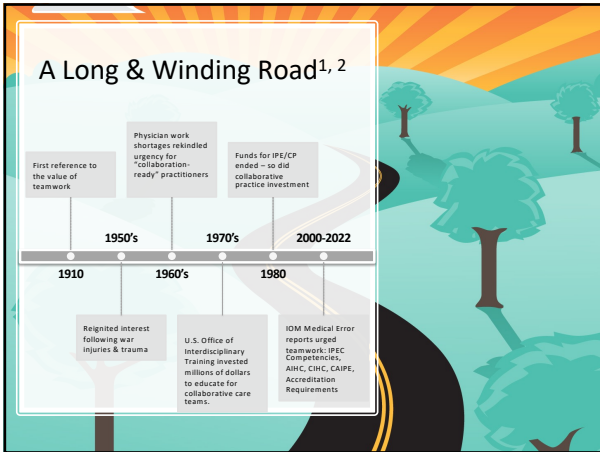 A Long & Winding Road1, 2
Physician work
shortages rekindled
urgency for
"collaboration-
ready" practitioners
First reference to
the value of
teamwork
Funds for IPE/CP
ended – so did
collaborative
practice investment
1950's
1970's
2000-2022
1910
1960's
1980
Reignited interest
following war
injuries & trauma
U.S. Office of
Interdisciplinary
Training invested
millions of dollars
to educate for
collaborative care
teams.
IOM Medical Error
reports urged
teamwork: IPEC
Competencies,
AIHC, CIHC, CAIPE,
Accreditation
Requirements